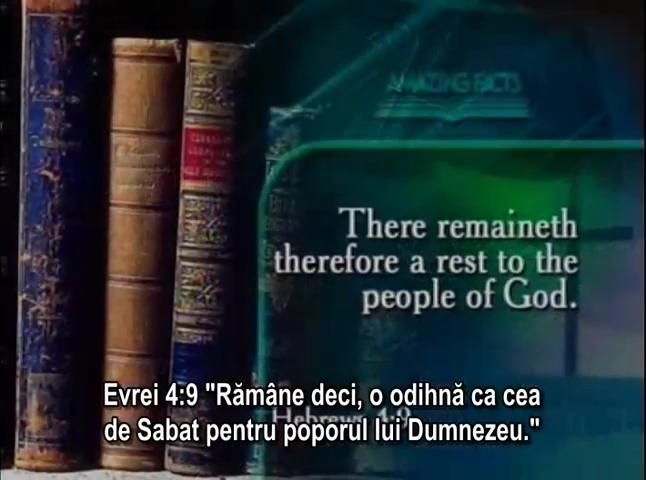 AMAZING FACTS
There remaineth
therefore a rest to the
people of God.
Hebrews 4:9
Evrei 4:9 "Rămâne deci, o odihnă ca cea
de Sabat pentru poporul lui Dumnezeu."